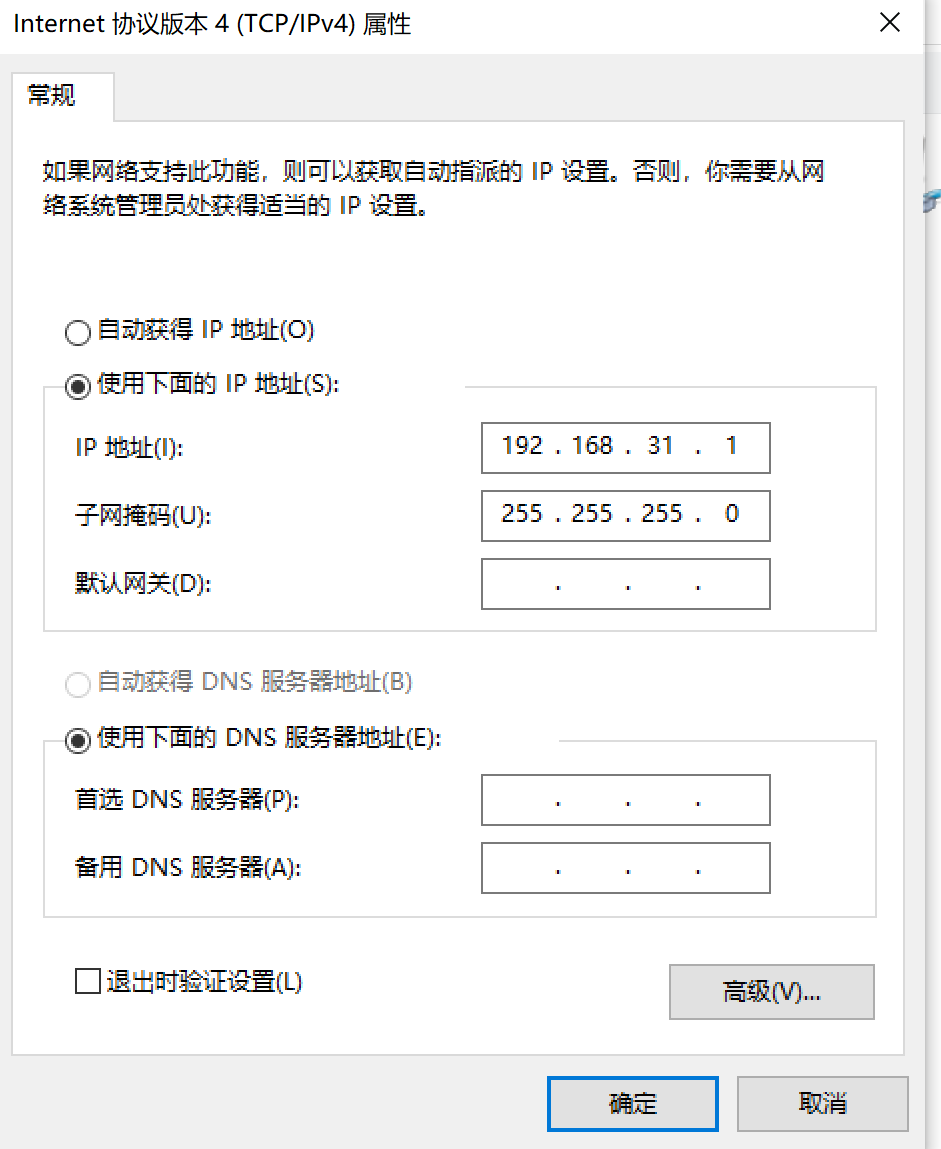 Internet 协议版本 4 (TCP/IPv4) 属性
常规
如果网络支持此功能，则可以获取自动指派的 IP 设置。否则，你需要从网
络系统管理员处获得适当的 IP 设置。
自动获得 IP 地址(O)
使用下面的 IP 地址(S):
IP 地址(I): 192 . 168 . 31 . 1
子网掩码(U): 255 . 255 . 255 . 0
默认网关(D): . . .
自动获得 DNS 服务器地址(B)
使用下面的 DNS 服务器地址(E):
首选 DNS 服务器(P): . . .
备用 DNS 服务器(A): . . .
退出时验证设置(L)
高级(V)...
确定 取消